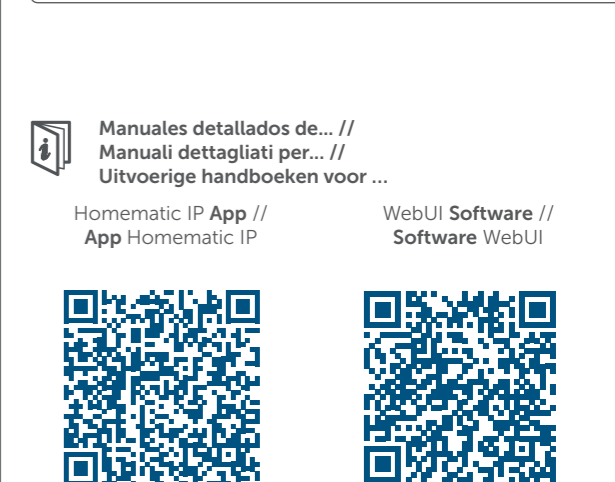 Manuales detallados de... //
Manuali dettagliati per... //
Uitvoerige handboeken voor ...
Homematic IP App //
App Homematic IP
WebUI Software //
Software WebUI